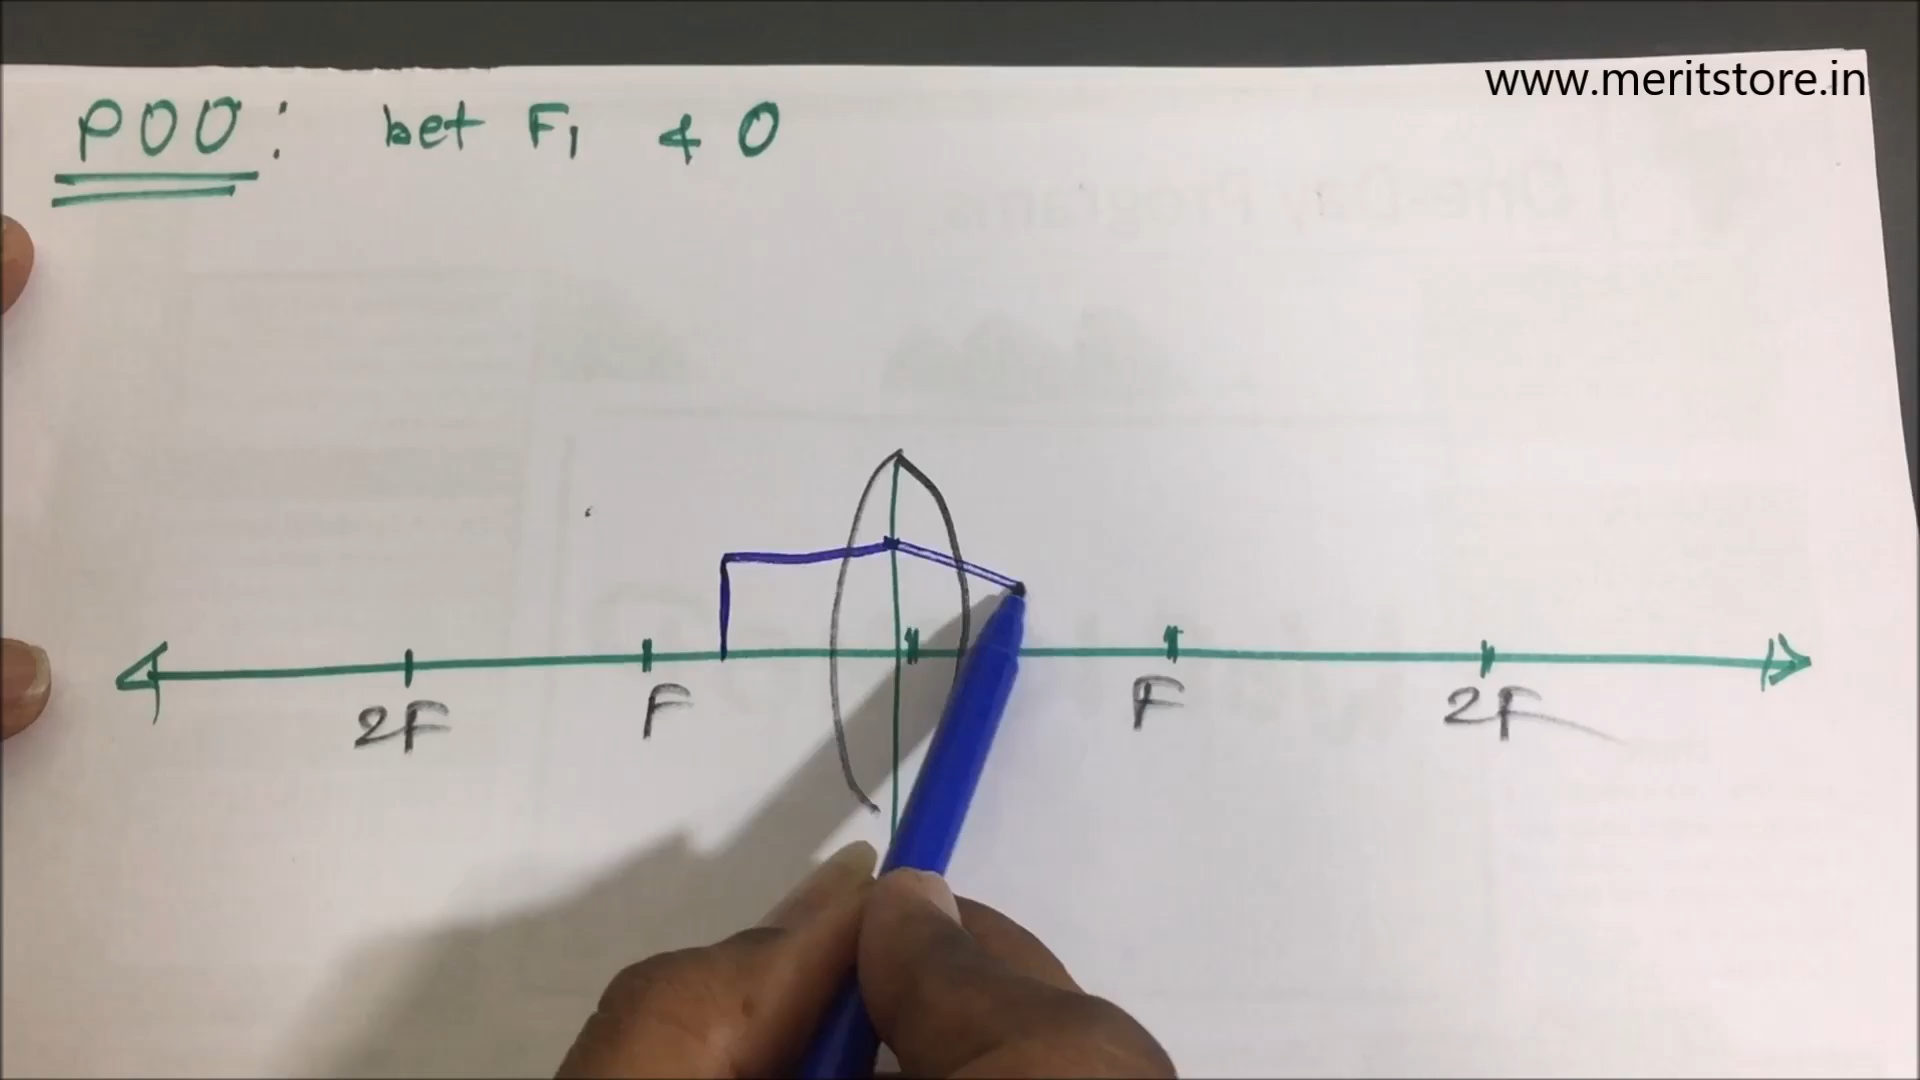 www.meritstore.in
POO: bet F1 & O
2F F F 2F